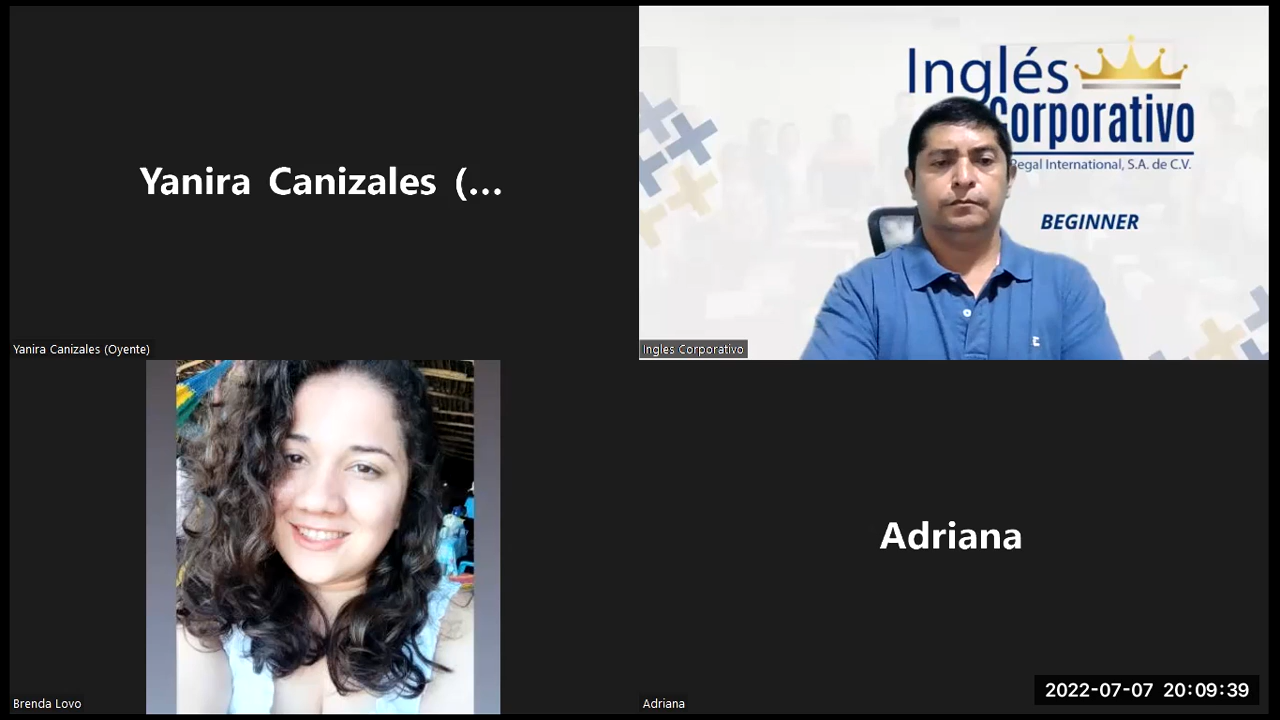 Yanira Canizales (...
Yanira Canizales (Oyente)
Inglés
Corporativo
Regal International, S.A. de C.V.
BEGINNER
Ingles Corporativo
Brenda Lovo
Adriana
Adriana
2022-07-07 20:09:39